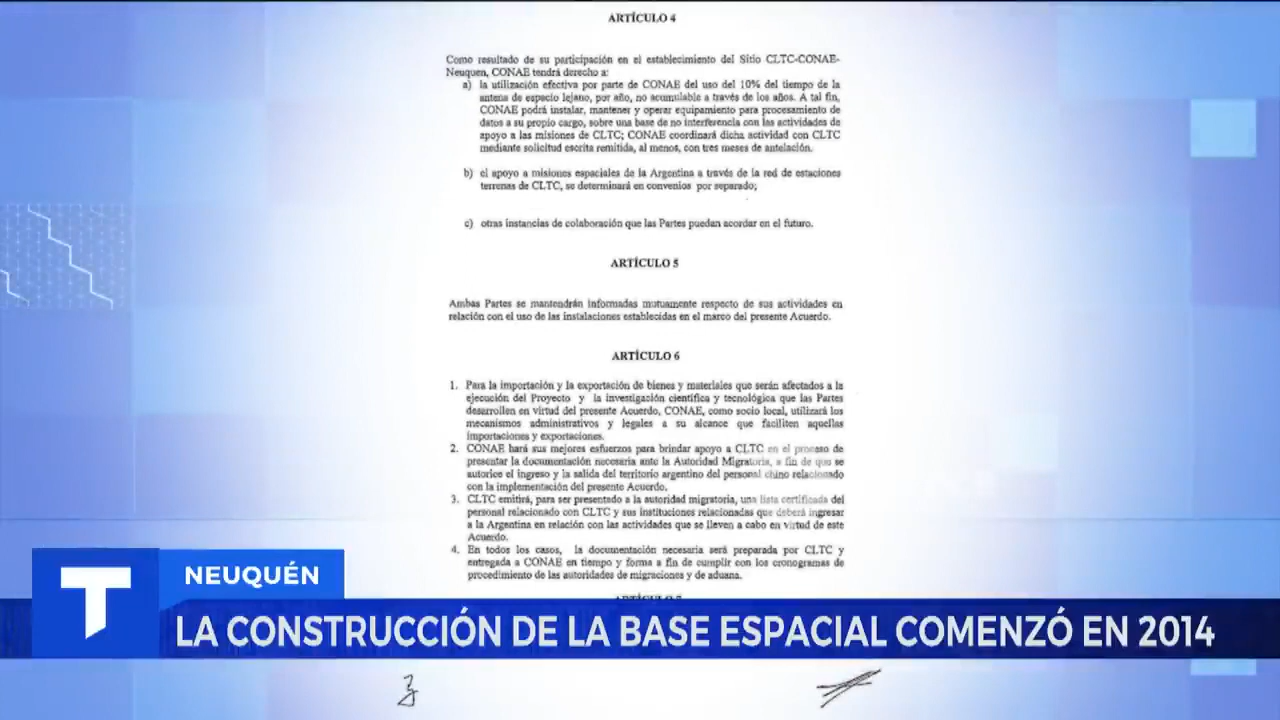 ARTÍCULO 4
Como resultado de su participación en el establecimiento del Sitio CLTC-CONAE-
Neuquen, CONAE tendrá derecho a:
a) la utilización efectiva por parte de CONAE del uso del 10% del tiempo de la
antena de espacio lejano, por año, no acumulable a través de los años. A tal fin,
CONAE podrá instalar, mantener y operar equipamiento para procesamiento de
datos a su propio cargo, sobre una base de no interferencia con las actividades de
apoyo a las misiones de CLTC; CONAE coordinará dicha actividad con CLTC
mediante solicitud escrita remitida, al menos, con tres meses de antelación.
b) el apoyo a misiones espaciales de la Argentina a través de la red de estaciones
terrenas de CLTC, se determinará en convenios por separado;
c) otras instancias de colaboración que las Partes puedan acordar en el futuro.
ARTÍCULO 5
Ambas Partes se mantendrán informadas mutuamente respecto de sus actividades en
relación con el uso de las instalaciones establecidas en el marco del presente Acuerdo.
ARTÍCULO 6
1. Para la importación y la exportación de bienes y materiales que serán afectados a la
ejecución del Proyecto y la investigación científica y tecnológica que las Partes
desarrollen en virtud del presente Acuerdo, CONAE, como socio local, utilizará los
mecanismos administrativos y legales a su alcance que faciliten aquellas
importaciones y exportaciones.
2. CONAE hará sus mejores esfuerzos para brindar apoyo a CLTC en el proceso de
presentar la documentación necesaria ante la Autoridad Migratoria, a fin de que se
autorice el ingreso y la salida del territorio argentino del personal chino relacionado
con la implementación del presente Acuerdo.
3. CLTC emitirá, para ser presentado a la autoridad migratoria, una lista certificada del
personal relacionado con CLTC y sus instituciones relacionadas que deberá ingresar
a la Argentina en relación con las actividades que se lleven a cabo en virtud de este
Acuerdo.
4. En todos los casos, la documentación necesaria será preparada por CLTC y
entregada a CONAE en tiempo y forma a fin de cumplir con los cronogramas de
procedimiento de las autoridades de migraciones y de aduana.
T
NEUQUÉN
LA CONSTRUCCIÓN DE LA BASE ESPACIAL COMENZÓ EN 2014